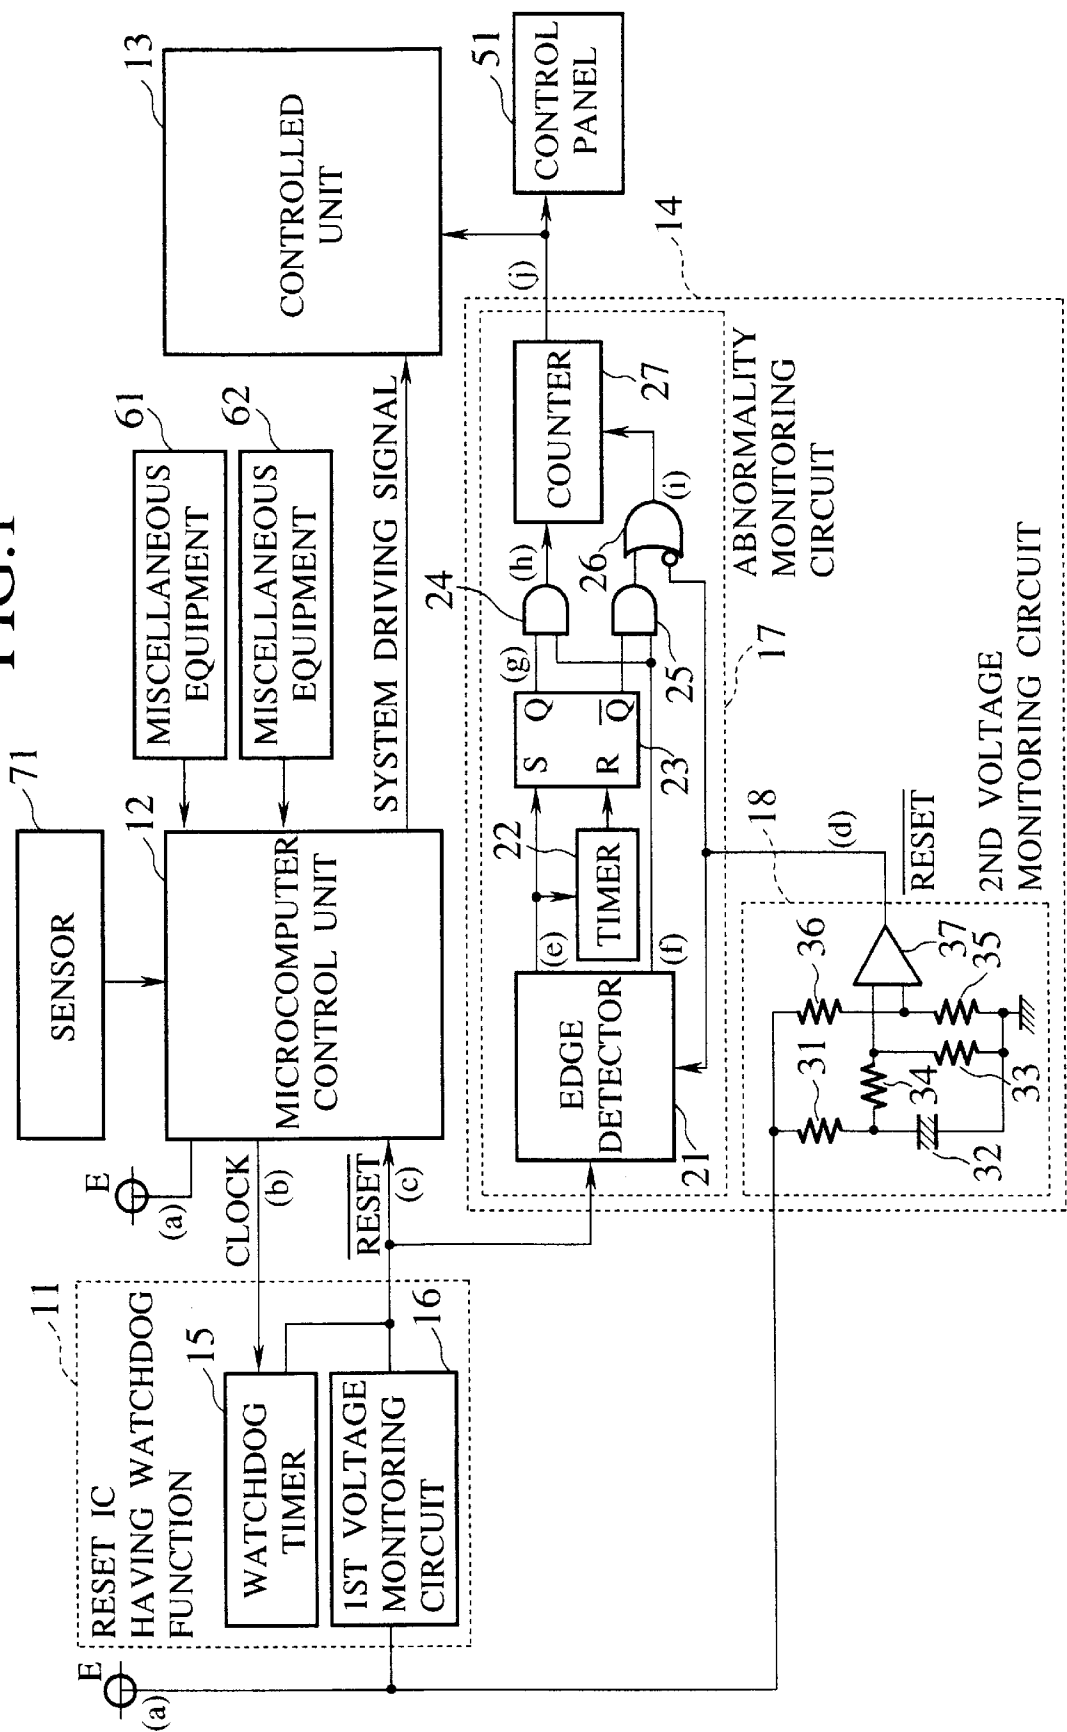 FIG.1
RESET IC
HAVING WATCHDOG
FUNCTION
11
E
(a)
WATCHDOG
TIMER
15
1ST VOLTAGE
MONITORING
CIRCUIT
16
E
(a)
CLOCK
(b)
RESET
(c)
SENSOR
71
MICROCOMPUTER
CONTROL UNIT
12
MISCELLANEOUS
EQUIPMENT
61
MISCELLANEOUS
EQUIPMENT
62
SYSTEM DRIVING SIGNAL
CONTROLLED
UNIT
13
CONTROL
PANEL
51
EDGE
DETECTOR
21
(e)
(f)
TIMER
22
S Q
R Q
23
(g)
24
25
(h)
26
(i)
COUNTER
27
(j)
14
ABNORMALITY
MONITORING
CIRCUIT
17
(d)
RESET
18
2ND VOLTAGE
MONITORING CIRCUIT
31
32
33
34
35
36
37